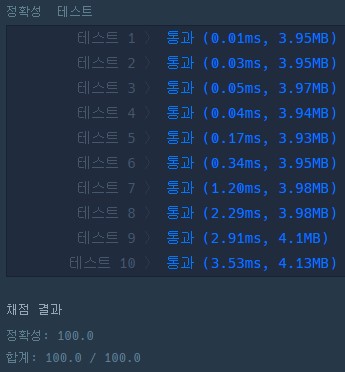 정확성  테스트
테스트 1 〉 통과 (0.01ms, 3.95MB)
테스트 2 〉 통과 (0.03ms, 3.95MB)
테스트 3 〉 통과 (0.05ms, 3.97MB)
테스트 4 〉 통과 (0.04ms, 3.94MB)
테스트 5 〉 통과 (0.17ms, 3.93MB)
테스트 6 〉 통과 (0.34ms, 3.95MB)
테스트 7 〉 통과 (1.20ms, 3.98MB)
테스트 8 〉 통과 (2.29ms, 3.98MB)
테스트 9 〉 통과 (2.91ms, 4.1MB)
테스트 10 〉 통과 (3.53ms, 4.13MB)
채점 결과
정확성: 100.0
합계: 100.0 / 100.0